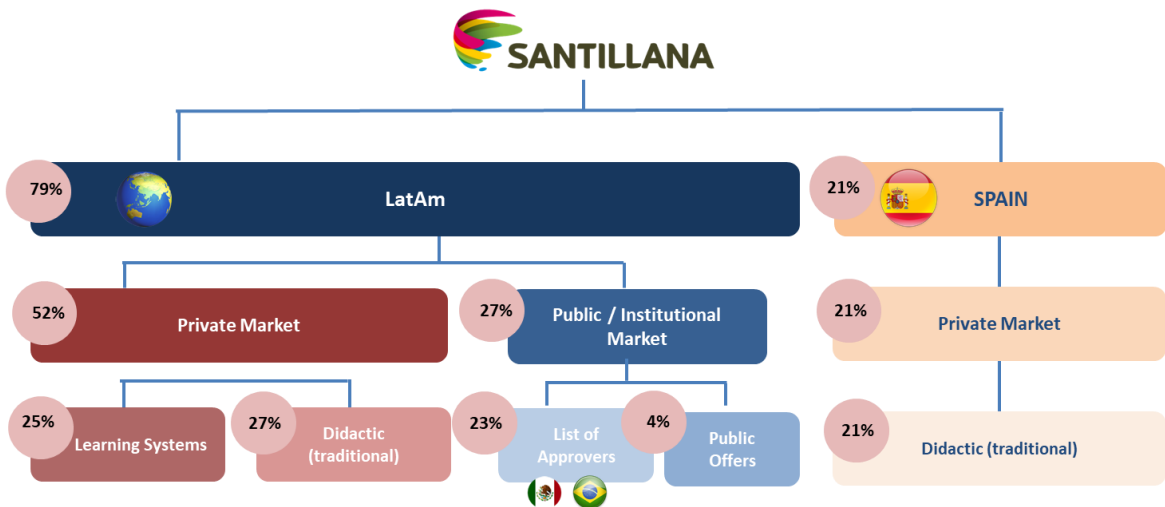 SANTILLANA
79%
LatAm
21%
SPAIN
52%
Private Market
27%
Public / Institutional
Market
21%
Private Market
25%
Learning Systems
27%
Didactic
(traditional)
23%
List of
Approvers
4%
Public
Offers
21%
Didactic (traditional)